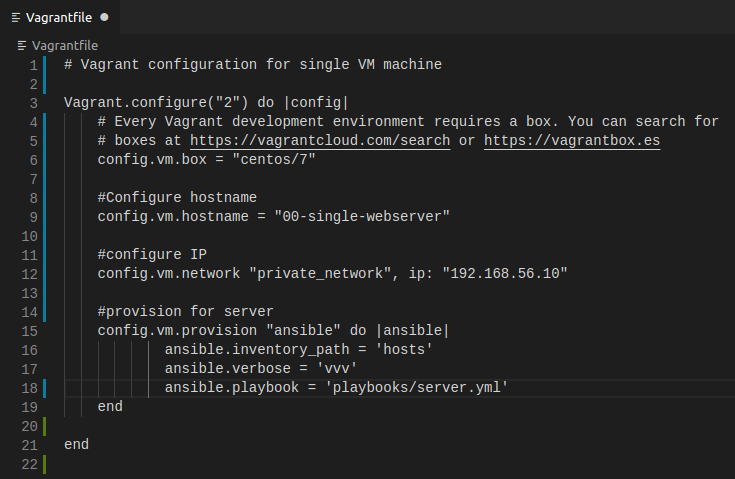 Vagrantfile
Vagrantfile
1 # Vagrant configuration for single VM machine
2
3 Vagrant.configure("2") do |config|
4 # Every Vagrant development environment requires a box. You can search for
5 # boxes at https://vagrantcloud.com/search or https://vagrantbox.es
6 config.vm.box = "centos/7"
7
8 #Configure hostname
9 config.vm.hostname = "00-single-webserver"
10
11 #configure IP
12 config.vm.network "private_network", ip: "192.168.56.10"
13
14 #provision for server
15 config.vm.provision "ansible" do |ansible|
16 ansible.inventory_path = 'hosts'
17 ansible.verbose = 'vvv'
18 ansible.playbook = 'playbooks/server.yml'
19 end
20
21 end
22